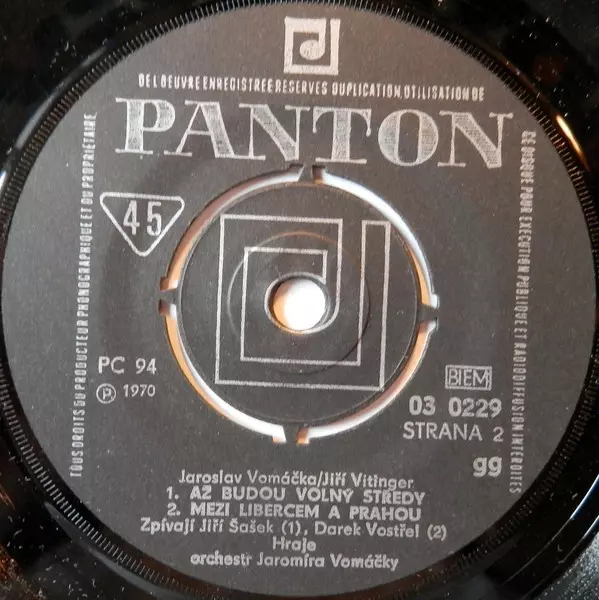 DE L'OEUVRE ENREGISTREE RESERVES DUPLICATION, UTILISATION DE
PANTON
TOUS DROITS DU PRODUCTEUR PHONOGRAPHIQUE ET DU PROPRIETAIRE
CE DISQUE POUR EXECUTION PUBLIQUE ET RADIODIFFUSION INTERDITES
45
PC 94
Ⓟ 1970
BIEM
03 0229
STRANA 2
gg
Jaroslav Vomáčka/Jiří Vitinger
1. AŽ BUDOU VOLNÝ STŘEDY
2. MEZI LIBERCEM A PRAHOU
Zpívají Jiří Šašek (1), Darek Vostřel (2)
Hraje
orchestr Jaromíra Vomáčky